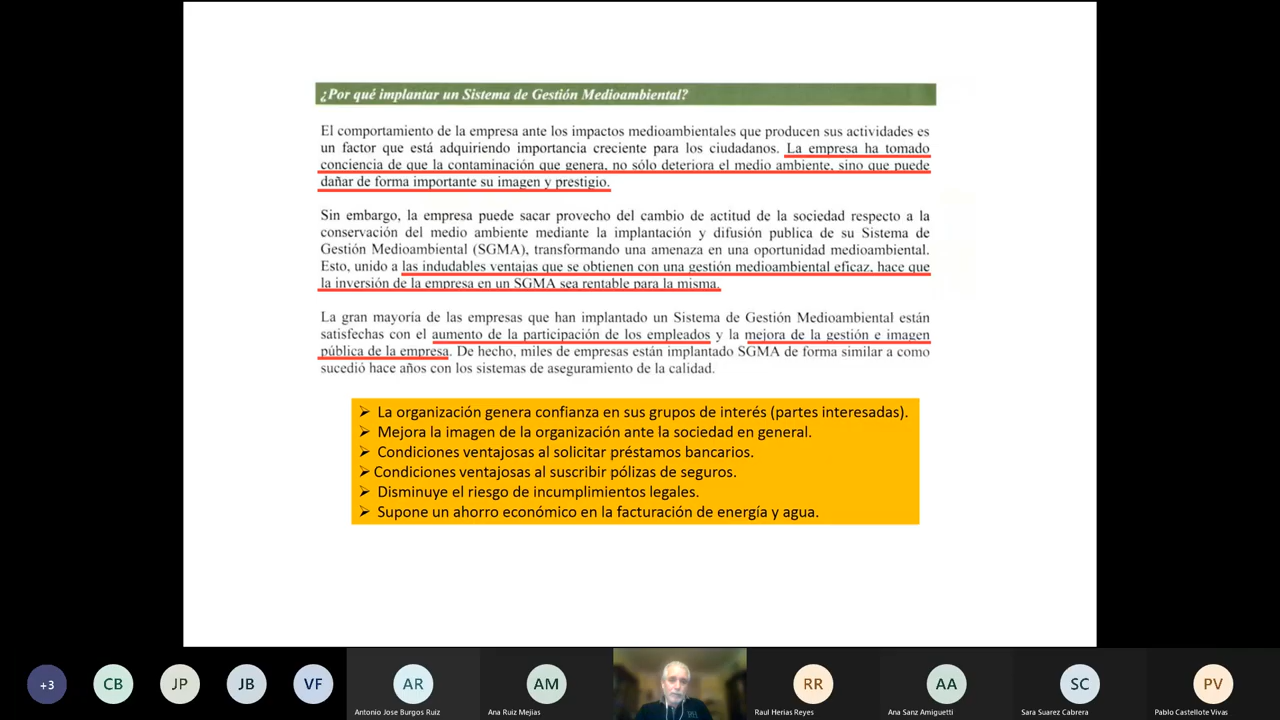 ¿Por qué implantar un Sistema de Gestión Medioambiental?
El comportamiento de la empresa ante los impactos medioambientales que producen sus actividades es
un factor que está adquiriendo importancia creciente para los ciudadanos. La empresa ha tomado
conciencia de que la contaminación que genera, no sólo deteriora el medio ambiente, sino que puede
dañar de forma importante su imagen y prestigio.
Sin embargo, la empresa puede sacar provecho del cambio de actitud de la sociedad respecto a la
conservación del medio ambiente mediante la implantación y difusión publica de su Sistema de
Gestión Medioambiental (SGMA), transformando una amenaza en una oportunidad medioambiental.
Esto, unido a las indudables ventajas que se obtienen con una gestión medioambiental eficaz, hace que
la inversión de la empresa en un SGMA sea rentable para la misma.
La gran mayoría de las empresas que han implantado un Sistema de Gestión Medioambiental están
satisfechas con el aumento de la participación de los empleados y la mejora de la gestión e imagen
pública de la empresa. De hecho, miles de empresas están implantado SGMA de forma similar a como
sucedió hace años con los sistemas de aseguramiento de la calidad.
➢ La organización genera confianza en sus grupos de interés (partes interesadas).
➢ Mejora la imagen de la organización ante la sociedad en general.
➢ Condiciones ventajosas al solicitar préstamos bancarios.
➢ Condiciones ventajosas al suscribir pólizas de seguros.
➢ Disminuye el riesgo de incumplimientos legales.
➢ Supone un ahorro económico en la facturación de energía y agua.
+3 CB JP JB VF AR AM RR AA SC PV
Antonio Jose Burgos Ruiz Ana Ruiz Mejias Raul Herias Reyes Ana Sanz Amiguetti Sara Suarez Cabrera Pablo Castellote Vivas